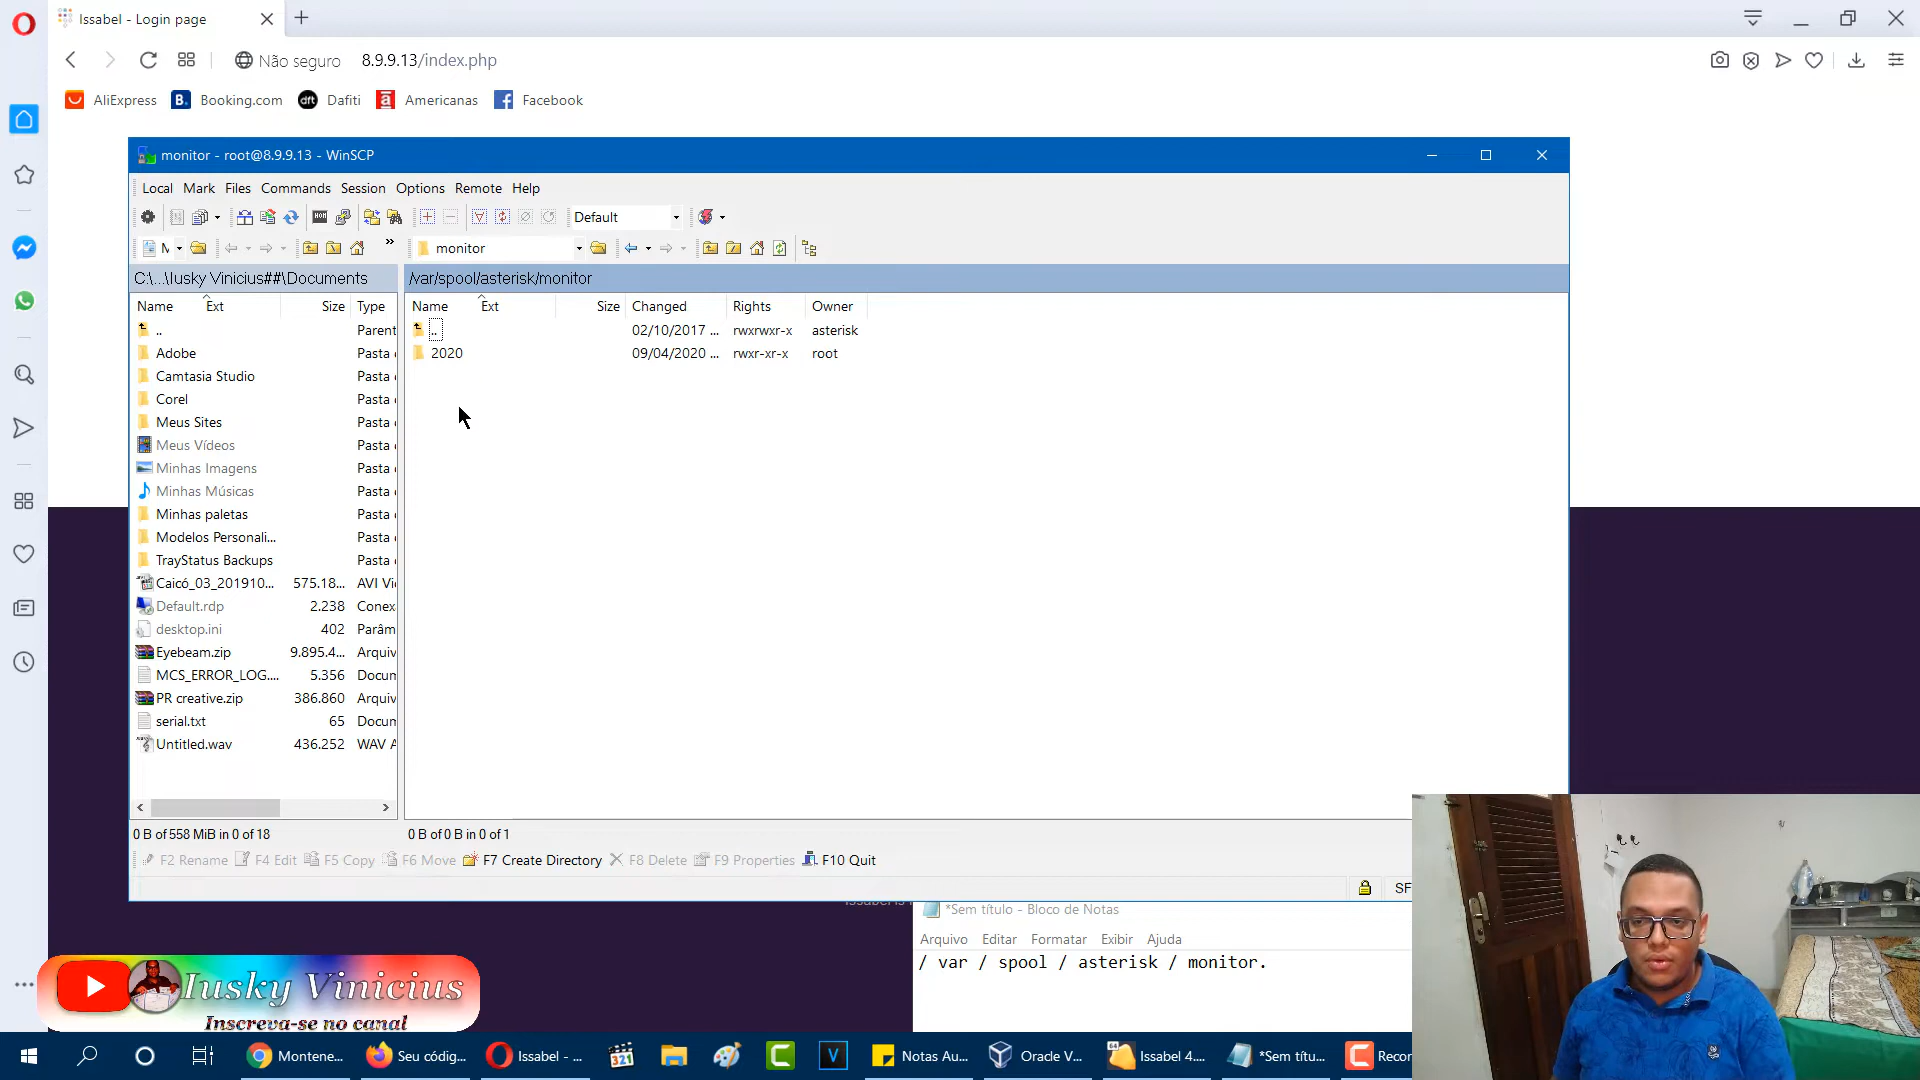 Issabel - Login page
Não seguro 8.9.9.13/index.php
AliExpress Booking.com Dafiti Americanas Facebook
monitor - root@8.9.9.13 - WinSCP
Local Mark Files Commands Session Options Remote Help
Default
monitor
C:\...\Iusky Vinicius##\Documents /var/spool/asterisk/monitor
Name Ext Size Type Name Ext Size Changed Rights Owner
.. Parent .. 02/10/2017 ... rwxrwxr-x asterisk
Adobe Pasta 2020 09/04/2020 ... rwxr-xr-x root
Camtasia Studio Pasta
Corel Pasta
Meus Sites Pasta
Meus Vídeos Pasta
Minhas Imagens Pasta
Minhas Músicas Pasta
Minhas paletas Pasta
Modelos Personali... Pasta
TrayStatus Backups Pasta
Caicó_03_201910... 575.18... AVI Ví
Default.rdp 2.238 Conex
desktop.ini 402 Parâm
Eyebeam.zip 9.895.4... Arquiv
MCS_ERROR_LOG.... 5.356 Docum
PR creative.zip 386.860 Arquiv
serial.txt 65 Docum
Untitled.wav 436.252 WAV A
0 B of 558 MiB in 0 of 18 0 B of 0 B in 0 of 1
F2 Rename F4 Edit F5 Copy F6 Move F7 Create Directory F8 Delete F9 Properties F10 Quit
SF
*Sem título - Bloco de Notas
Arquivo Editar Formatar Exibir Ajuda
/ var / spool / asterisk / monitor.
Iusky Vinicius
Inscreva-se no canal
Montene... Seu códig... Issabel - ... 321 C V Notas Au... Oracle V... Issabel 4.... *Sem títu... Recor